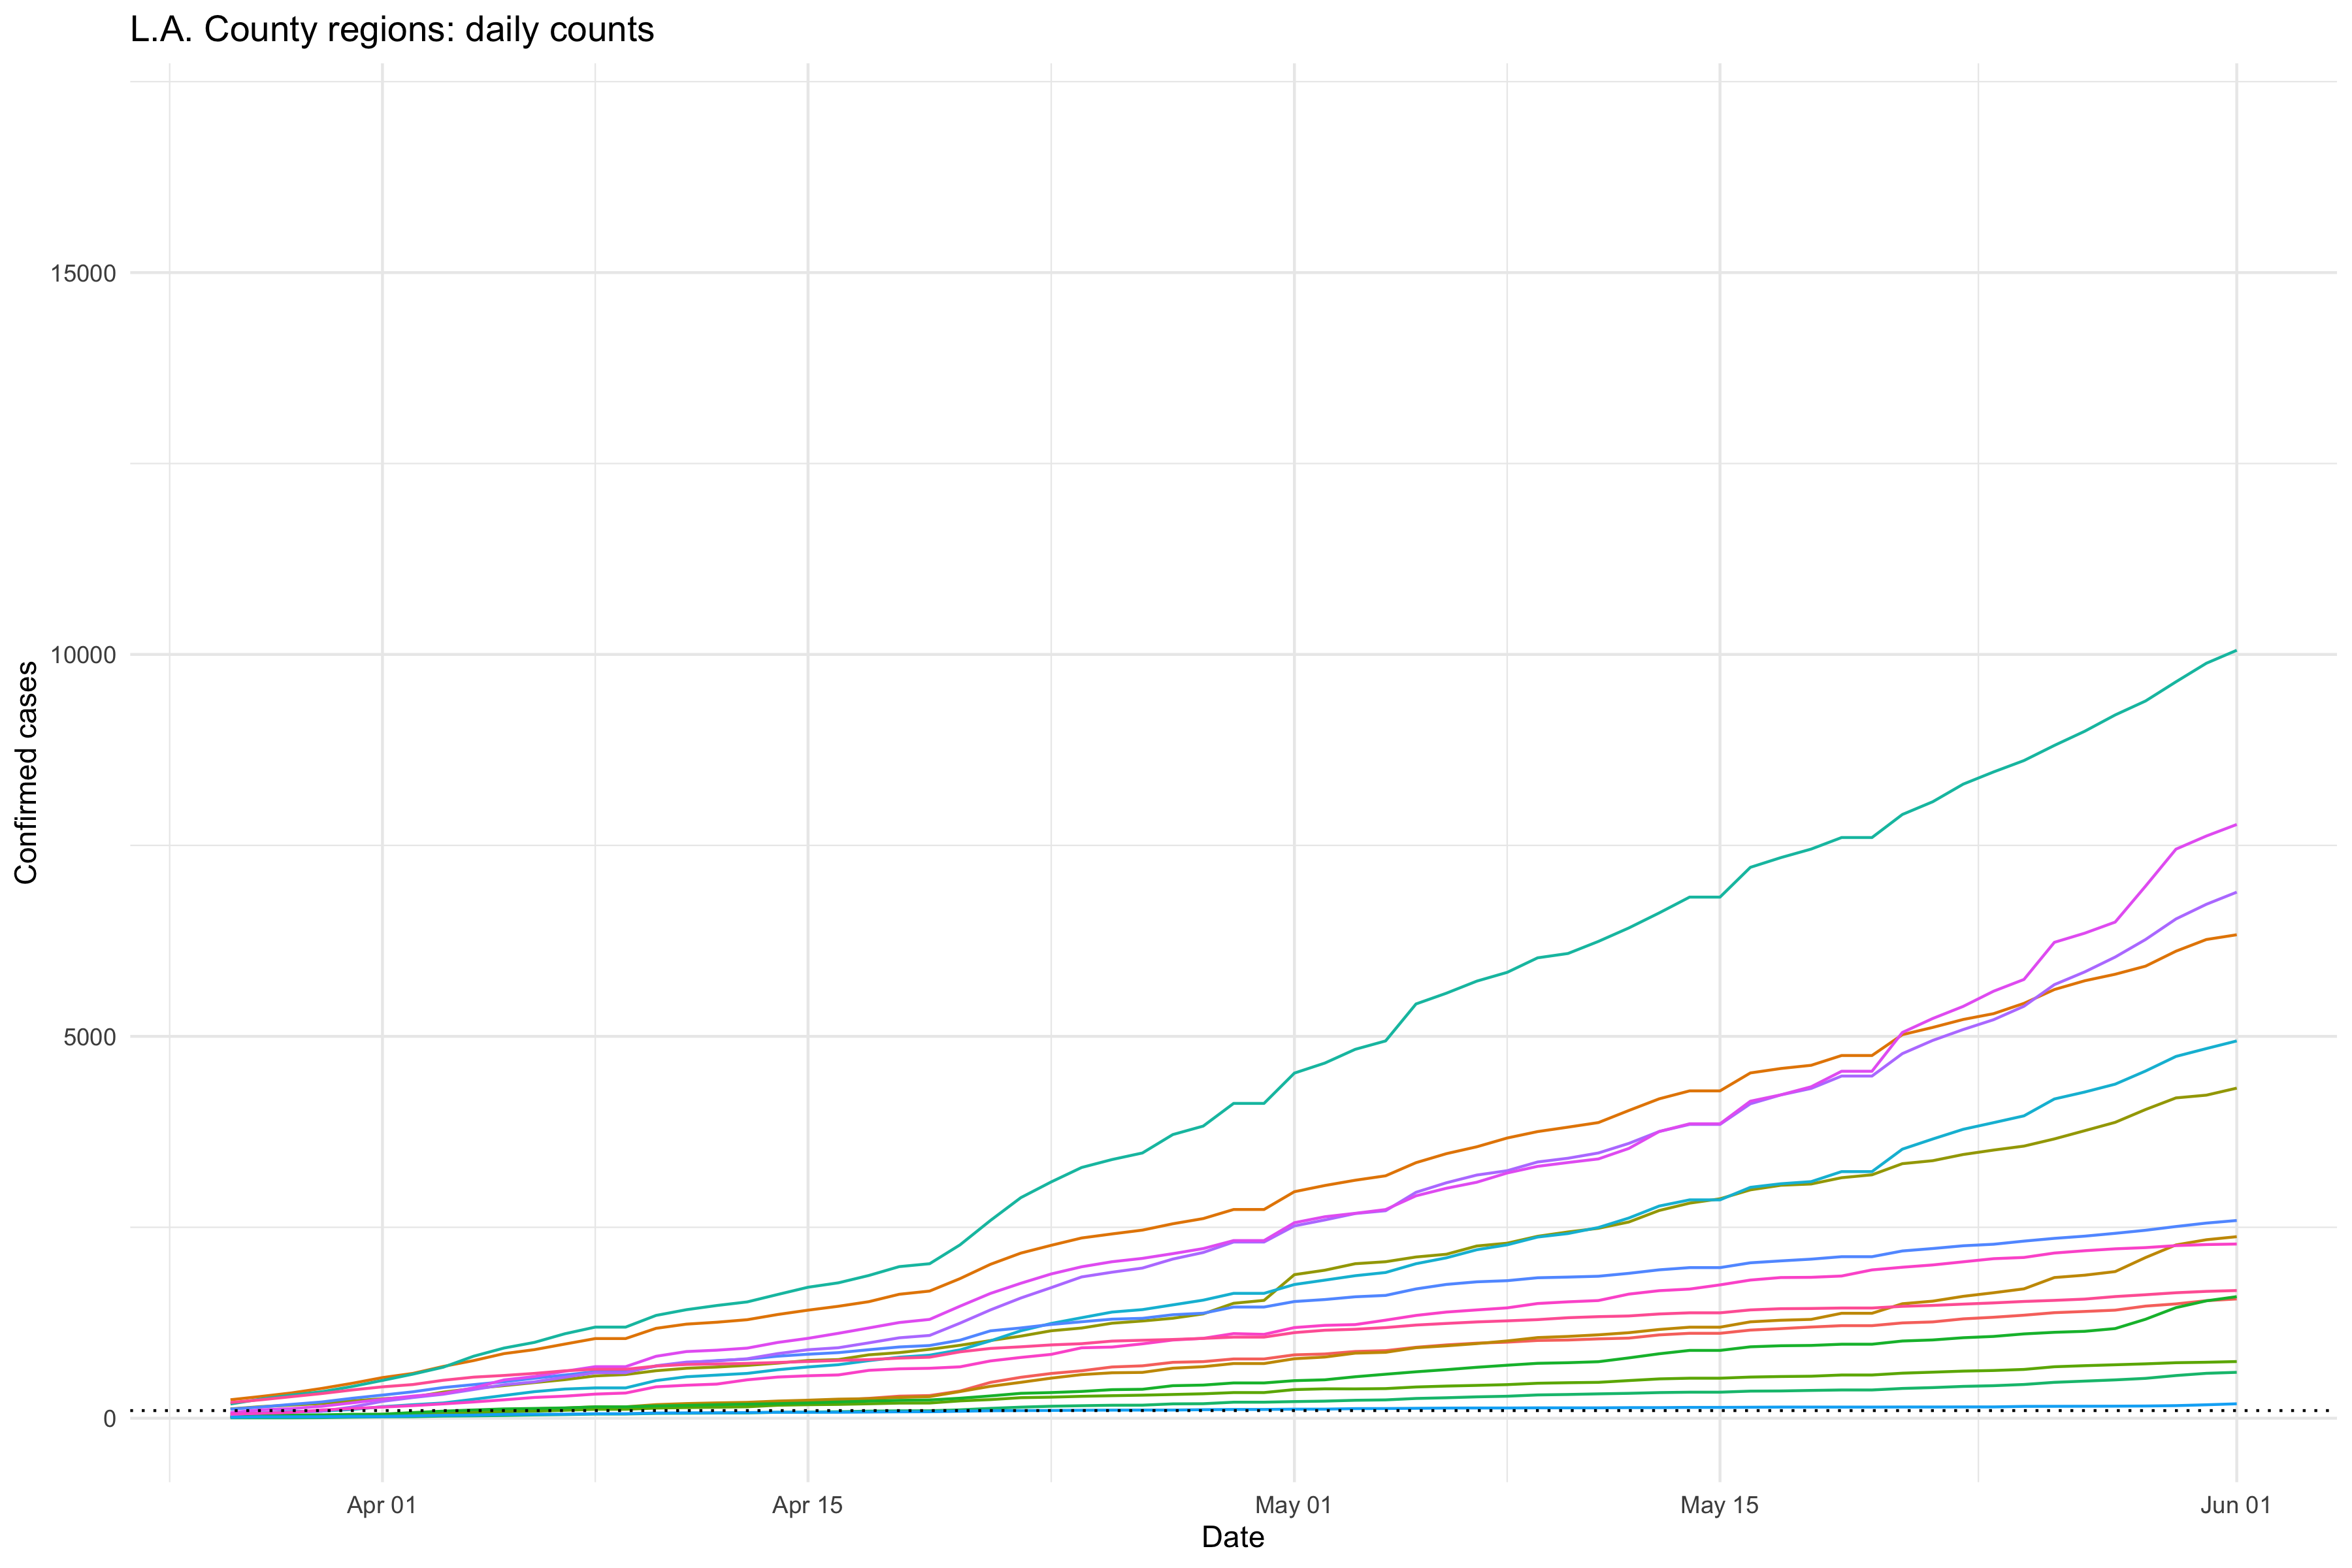 L.A. County regions: daily counts
15000
10000
5000
0
Confirmed cases
Apr 01
Apr 15
May 01
May 15
Jun 01
Date